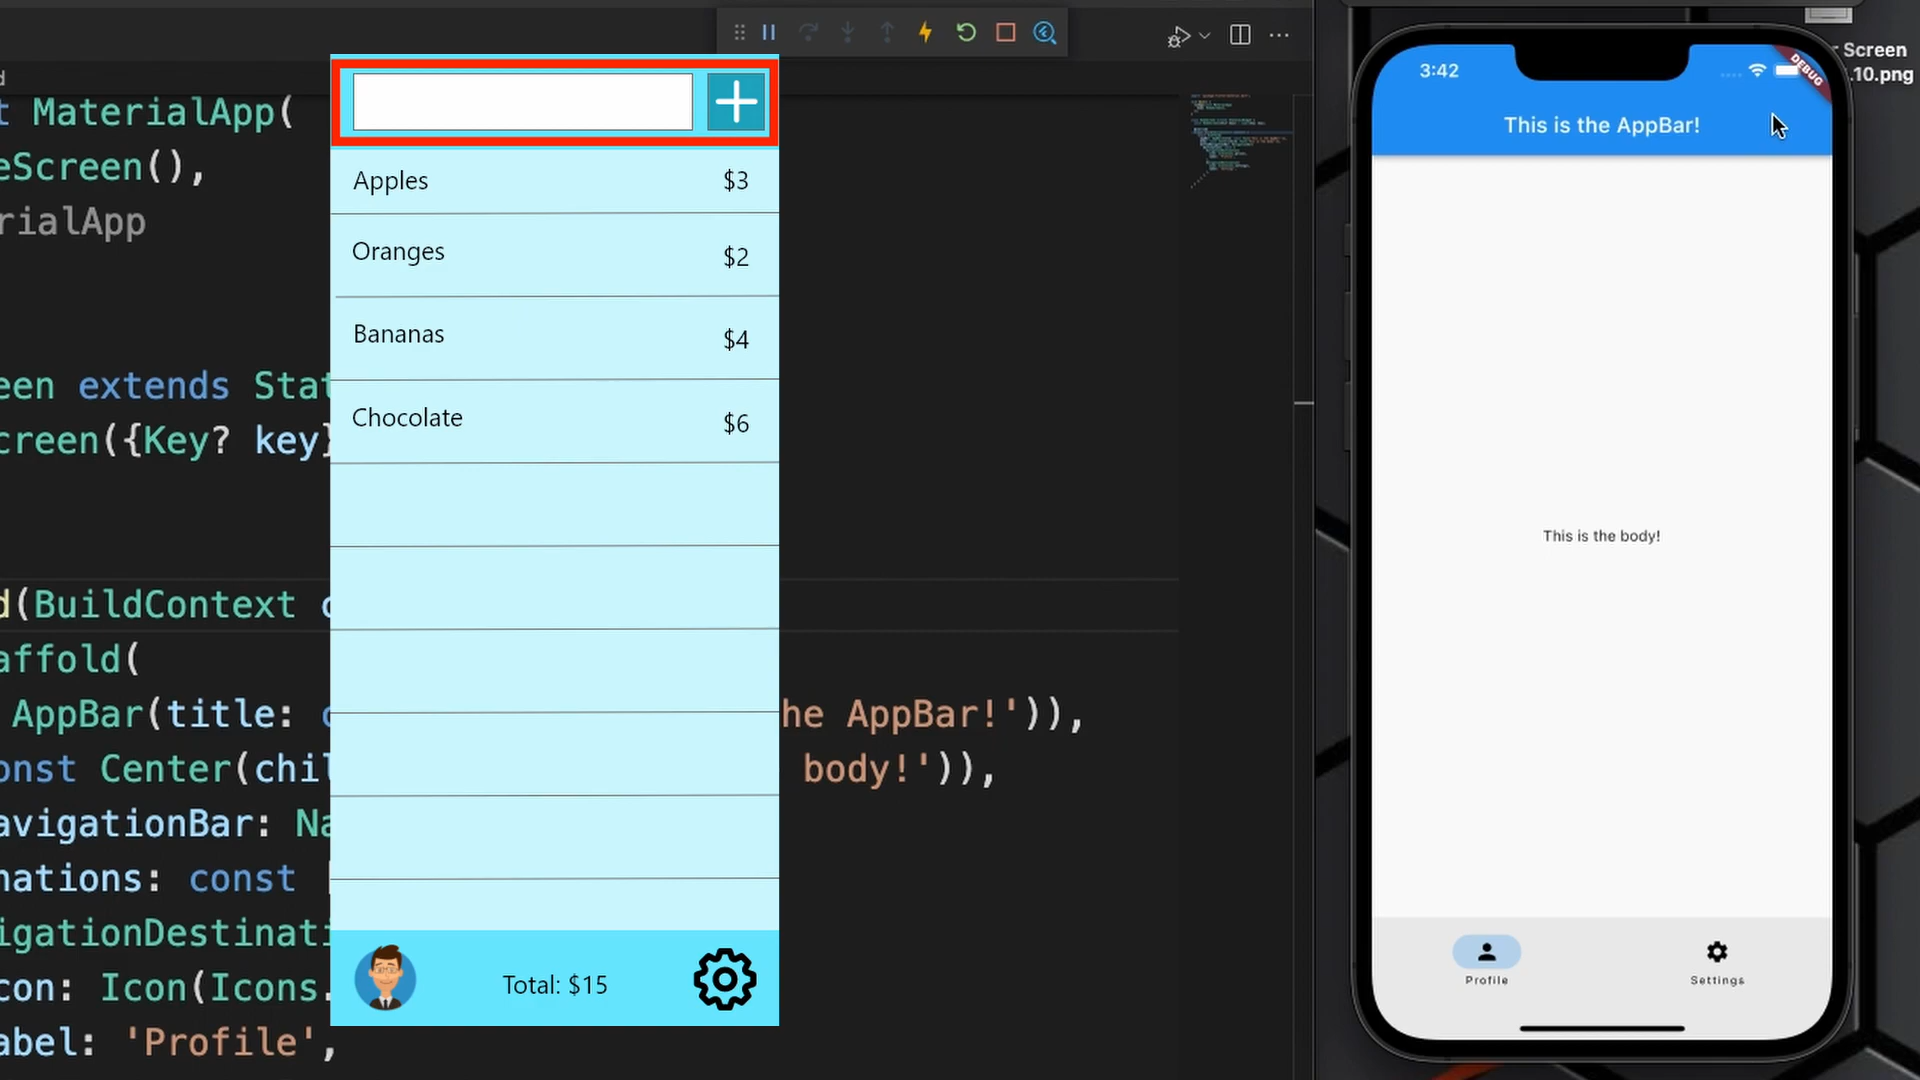 d
t MaterialApp(
eScreen(),
rialApp
een extends Stat
creen({Key? key}
d(BuildContext c
affold(
AppBar(title: c
he AppBar!')),
onst Center(chil
body!')),
avigationBar: Na
nations: const [
igationDestinati
con: Icon(Icons.
abel: 'Profile',
Apples $3
Oranges $2
Bananas $4
Chocolate $6
Total: $15
r Screen
.10.png
3:42
DEBUG
This is the AppBar!
This is the body!
Profile
Settings